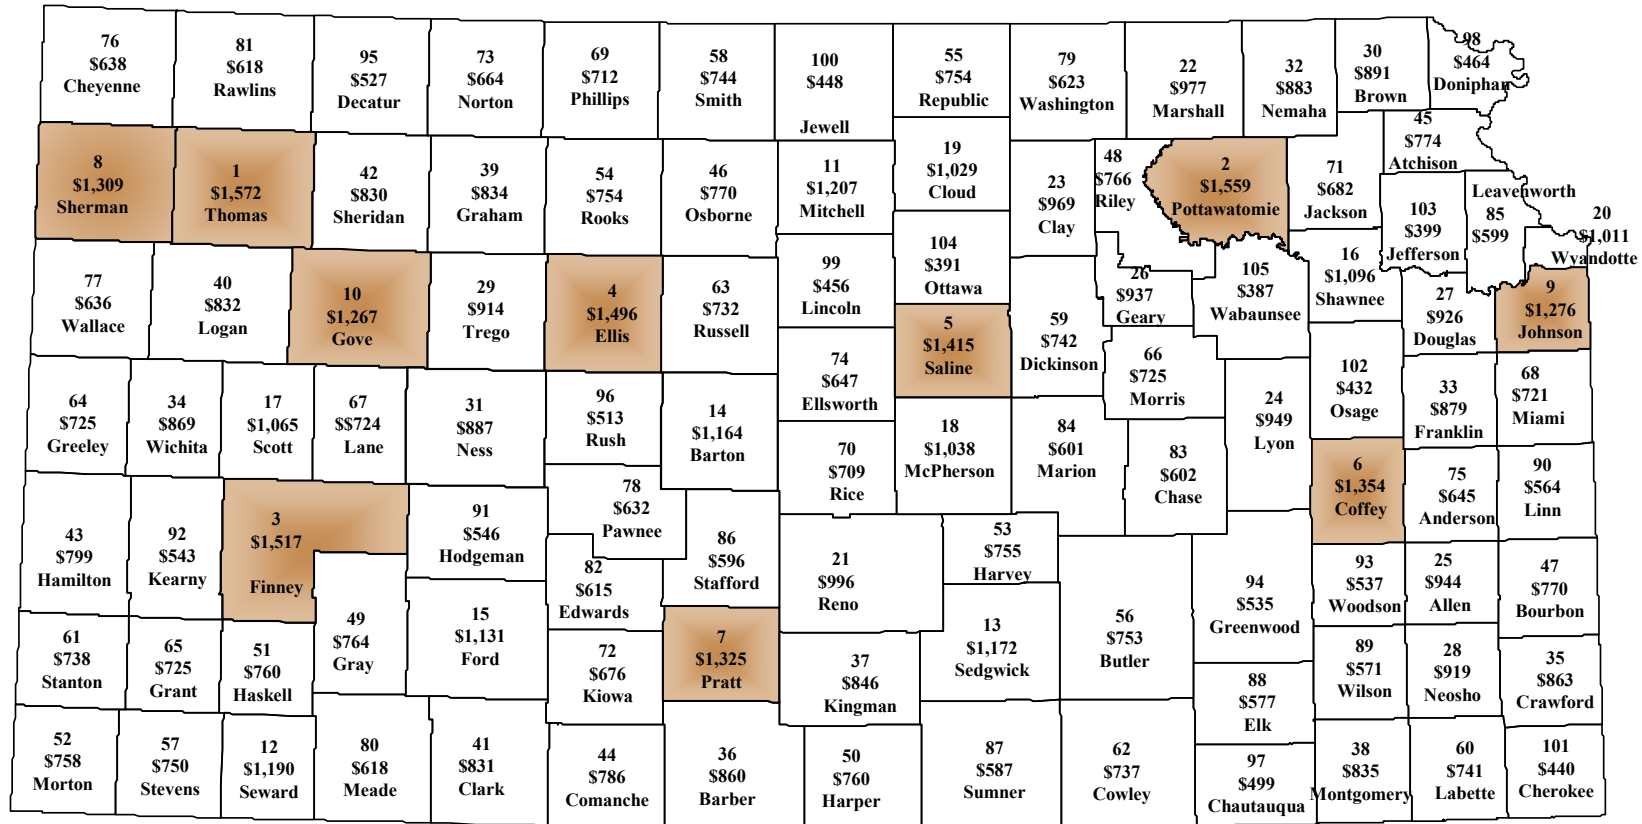 76
$638
Cheyenne
81
$618
Rawlins
95
$527
Decatur
73
$664
Norton
69
$712
Phillips
58
$744
Smith
100
$448
Jewell
55
$754
Republic
79
$623
Washington
22
$977
Marshall
32
$883
Nemaha
30
$891
Brown
98
$464
Doniphan
8
$1,309
Sherman
1
$1,572
Thomas
42
$830
Sheridan
39
$834
Graham
54
$754
Rooks
46
$770
Osborne
11
$1,207
Mitchell
19
$1,029
Cloud
23
$969
Clay
48
$766
Riley
2
$1,559
Pottawatomie
71
$682
Jackson
45
$774
Atchison
103
$399
Jefferson
Leavenworth
85
$599
20
$1,011
Wyandotte
77
$636
Wallace
40
$832
Logan
10
$1,267
Gove
29
$914
Trego
4
$1,496
Ellis
63
$732
Russell
99
$456
Lincoln
104
$391
Ottawa
5
$1,415
Saline
59
$742
Dickinson
26
$937
Geary
105
$387
Wabaunsee
16
$1,096
Shawnee
27
$926
Douglas
9
$1,276
Johnson
64
$725
Greeley
34
$869
Wichita
17
$1,065
Scott
67
$$724
Lane
31
$887
Ness
96
$513
Rush
14
$1,164
Barton
74
$647
Ellsworth
70
$709
Rice
18
$1,038
McPherson
84
$601
Marion
66
$725
Morris
83
$602
Chase
24
$949
Lyon
102
$432
Osage
33
$879
Franklin
68
$721
Miami
43
$799
Hamilton
92
$543
Kearny
3
$1,517
Finney
91
$546
Hodgeman
78
$632
Pawnee
82
$615
Edwards
86
$596
Stafford
21
$996
Reno
53
$755
Harvey
6
$1,354
Coffey
75
$645
Anderson
90
$564
Linn
61
$738
Stanton
65
$725
Grant
51
$760
Haskell
49
$764
Gray
15
$1,131
Ford
72
$676
Kiowa
7
$1,325
Pratt
37
$846
Kingman
13
$1,172
Sedgwick
56
$753
Butler
94
$535
Greenwood
93
$537
Woodson
25
$944
Allen
47
$770
Bourbon
88
$577
Elk
89
$571
Wilson
28
$919
Neosho
35
$863
Crawford
52
$758
Morton
57
$750
Stevens
12
$1,190
Seward
80
$618
Meade
41
$831
Clark
44
$786
Comanche
36
$860
Barber
50
$760
Harper
87
$587
Sumner
62
$737
Cowley
97
$499
Chautauqua
38
$835
Montgomery
60
$741
Labette
101
$440
Cherokee